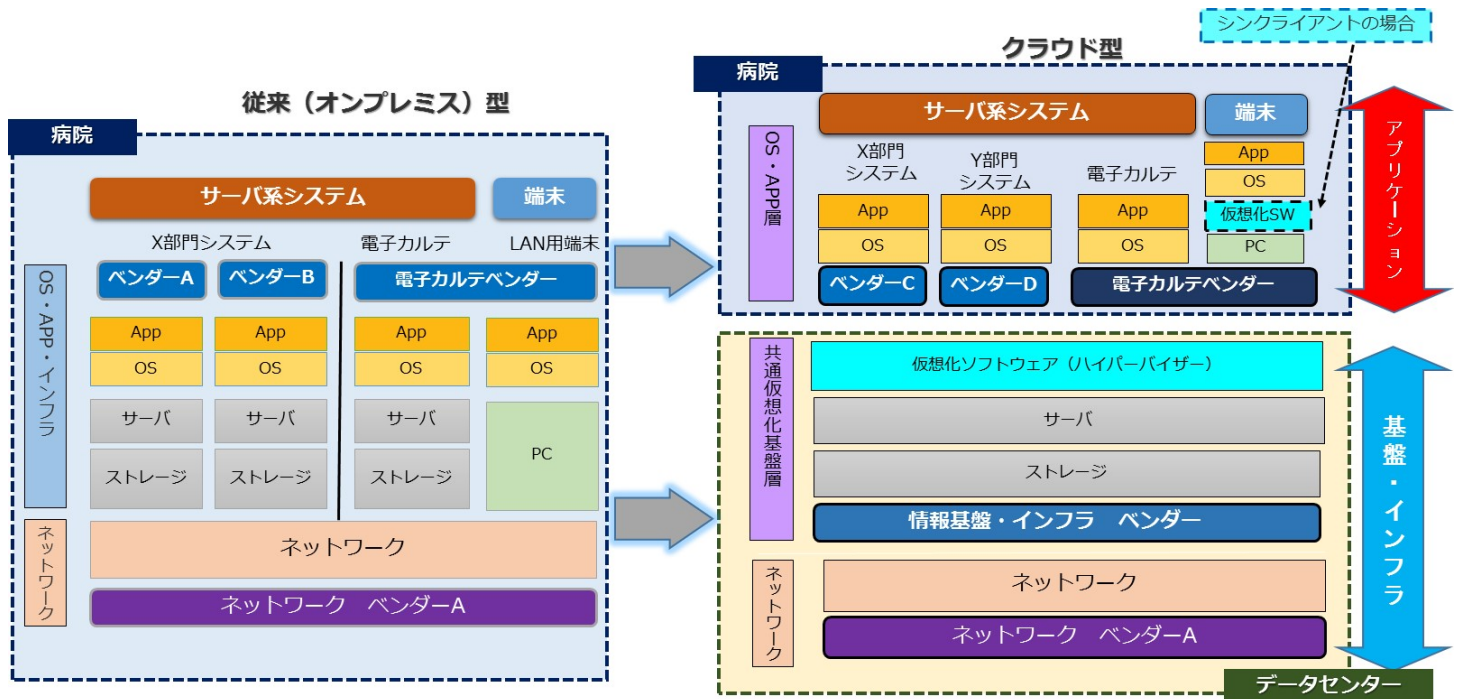 従来（オンプレミス）型
病院
サーバ系システム
端末
X部門システム
電子カルテ
LAN用端末
OS・APP・インフラ
ベンダーA
ベンダーB
電子カルテベンダー
App
App
App
App
OS
OS
OS
OS
サーバ
サーバ
サーバ
PC
ストレージ
ストレージ
ストレージ
ネットワーク
ネットワーク
ネットワーク　ベンダーA
シンクライアントの場合
クラウド型
病院
サーバ系システム
端末
OS・APP層
X部門
システム
Y部門
システム
電子カルテ
App
OS
App
App
App
仮想化SW
OS
OS
OS
PC
ベンダーC
ベンダーD
電子カルテベンダー
アプリケーション
共通仮想化基盤層
仮想化ソフトウェア（ハイパーバイザー）
サーバ
ストレージ
情報基盤・インフラ　ベンダー
ネットワーク
ネットワーク
ネットワーク　ベンダーA
基盤・インフラ
データセンター